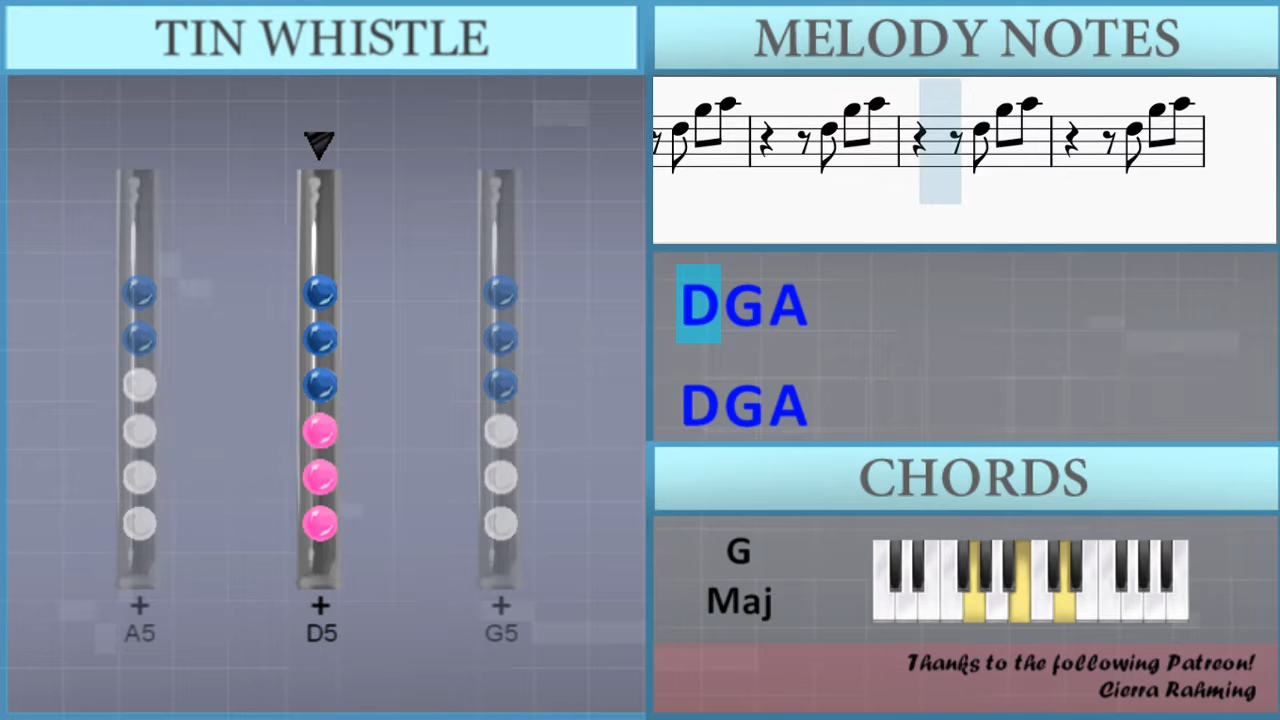 TIN WHISTLE
+ + +
A5 D5 G5
MELODY NOTES
DGA
DGA
CHORDS
G
Maj
Thanks to the following Patreon!
Cierra Rahming